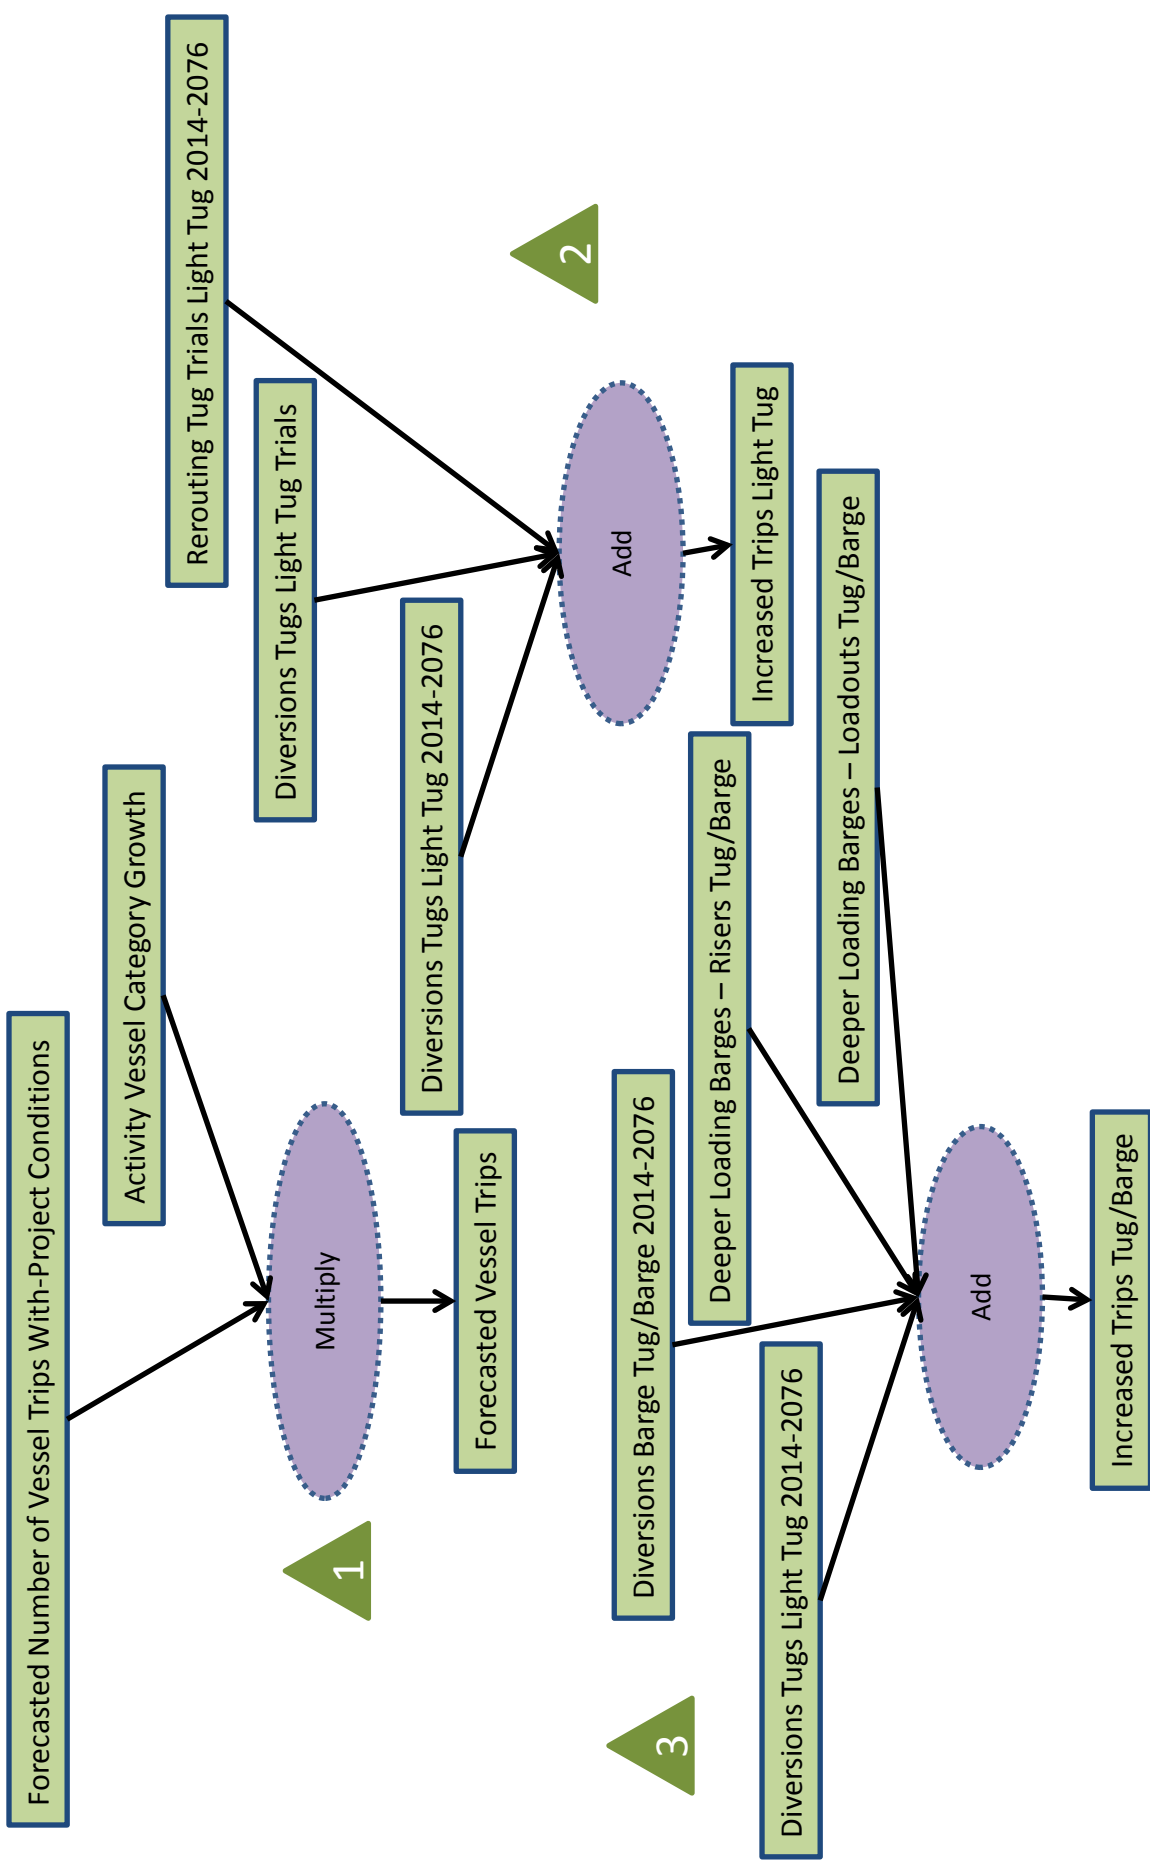 Forecasted Number of Vessel Trips With-Project Conditions
Activity Vessel Category Growth
Multiply
1
Forecasted Vessel Trips
Rerouting Tug Trials Light Tug 2014-2076
Diversions Tugs Light Tug Trials
Diversions Tugs Light Tug 2014-2076
2
Add
Increased Trips Light Tug
3
Diversions Barge Tug/Barge 2014-2076
Deeper Loading Barges – Risers Tug/Barge
Diversions Tugs Light Tug 2014-2076
Deeper Loading Barges – Loadouts Tug/Barge
Add
Increased Trips Tug/Barge